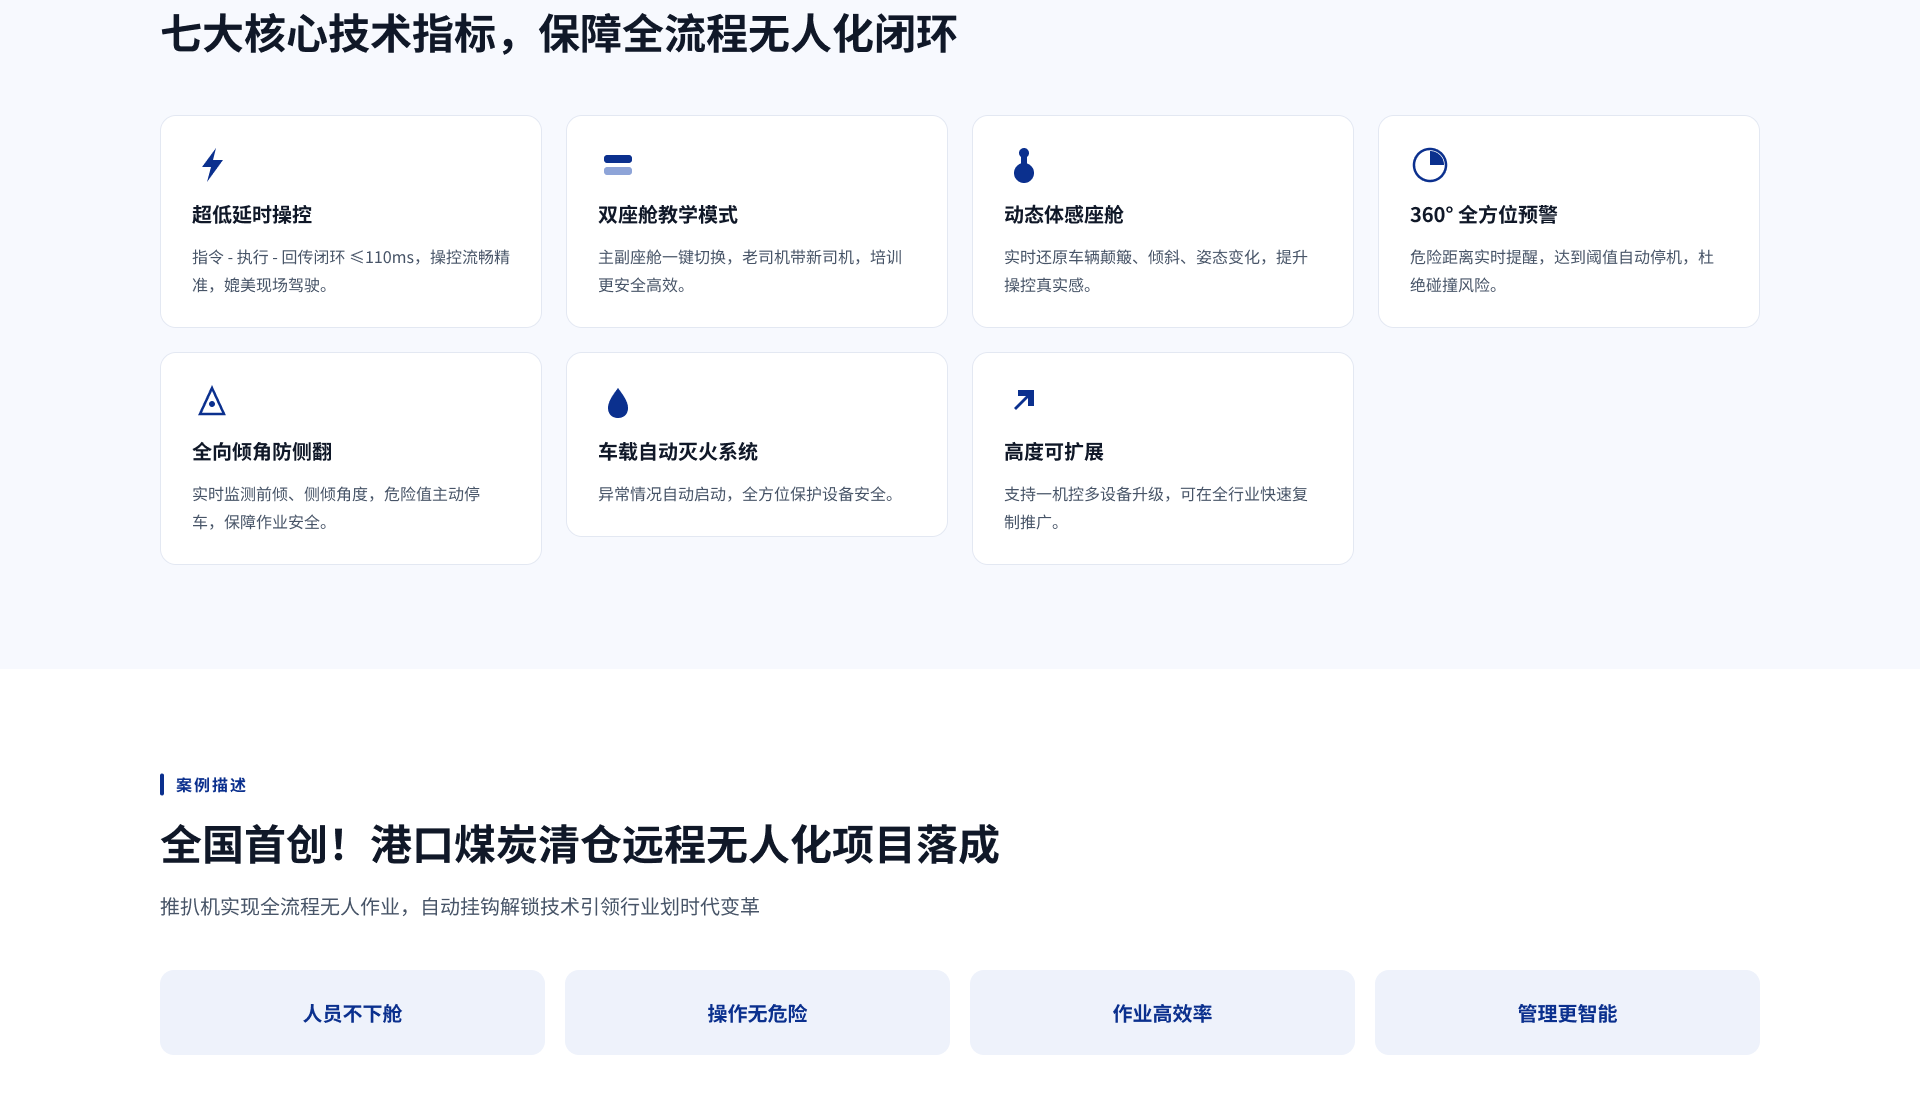 七大核心技术指标，保障全流程无人化闭环
超低延时操控
指令 - 执行 - 回传闭环 ≤110ms，操控流畅精
准，媲美现场驾驶。
双座舱教学模式
主副座舱一键切换，老司机带新司机，培训
更安全高效。
动态体感座舱
实时还原车辆颠簸、倾斜、姿态变化，提升
操控真实感。
360° 全方位预警
危险距离实时提醒，达到阈值自动停机，杜
绝碰撞风险。
全向倾角防侧翻
实时监测前倾、侧倾角度，危险值主动停
车，保障作业安全。
车载自动灭火系统
异常情况自动启动，全方位保护设备安全。
高度可扩展
支持一机控多设备升级，可在全行业快速复
制推广。
案例描述
全国首创！港口煤炭清仓远程无人化项目落成
推扒机实现全流程无人作业，自动挂钩解锁技术引领行业划时代变革
人员不下舱
操作无危险
作业高效率
管理更智能